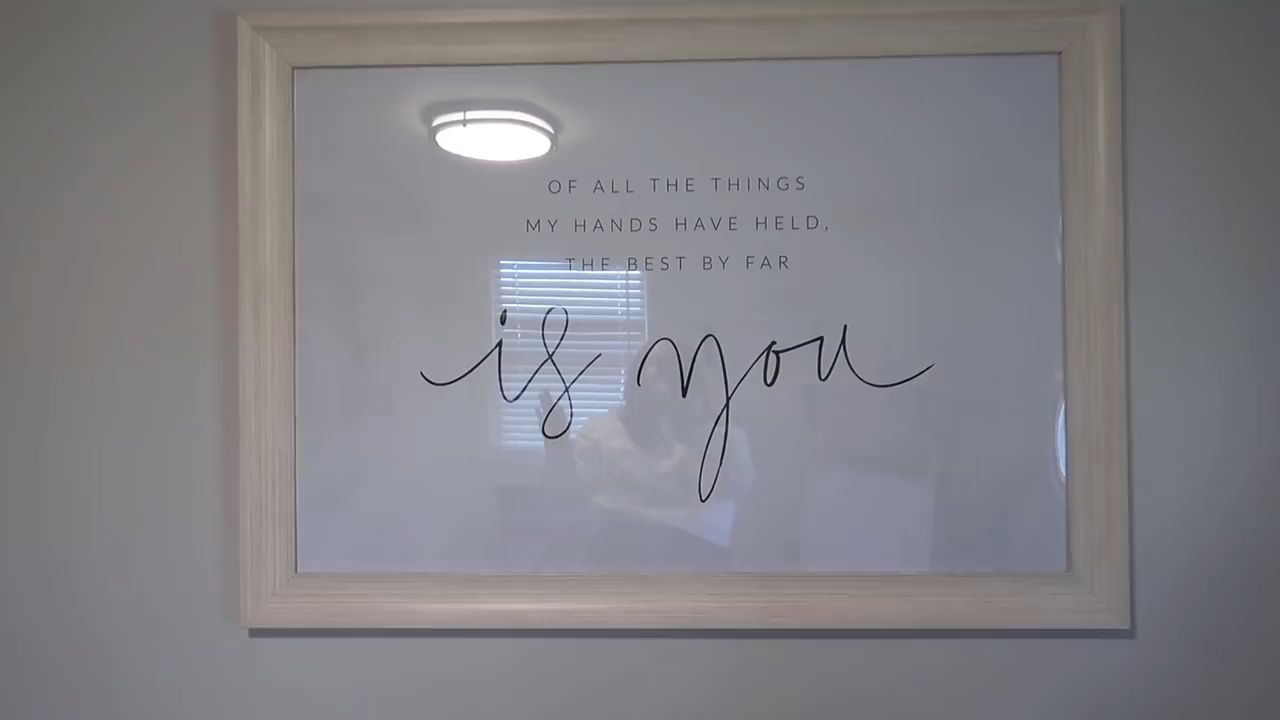 OF ALL THE THINGS
MY HANDS HAVE HELD,
THE BEST BY FAR
is you